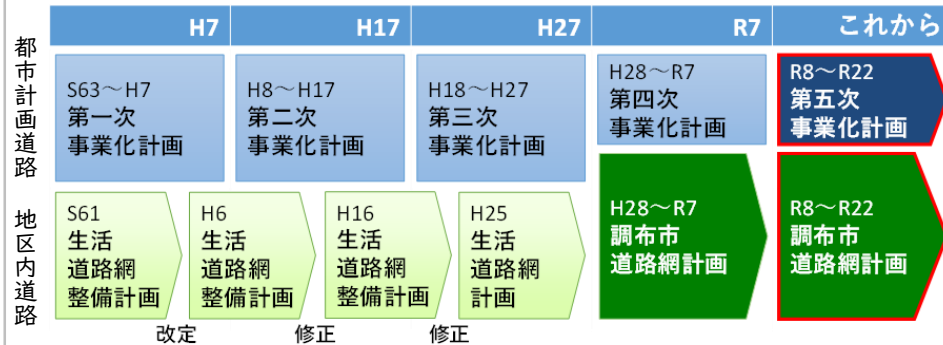 H7
H17
H27
R7
これから
都市計画道路
S63～H7
第一次
事業化計画
H8～H17
第二次
事業化計画
H18～H27
第三次
事業化計画
H28～R7
第四次
事業化計画
R8～R22
第五次
事業化計画
地区内道路
S61
生活
道路網
整備計画
H6
生活
道路網
整備計画
H16
生活
道路網
整備計画
H25
生活
道路網
計画
H28～R7
調布市
道路網計画
R8～R22
調布市
道路網計画
改定
修正
修正